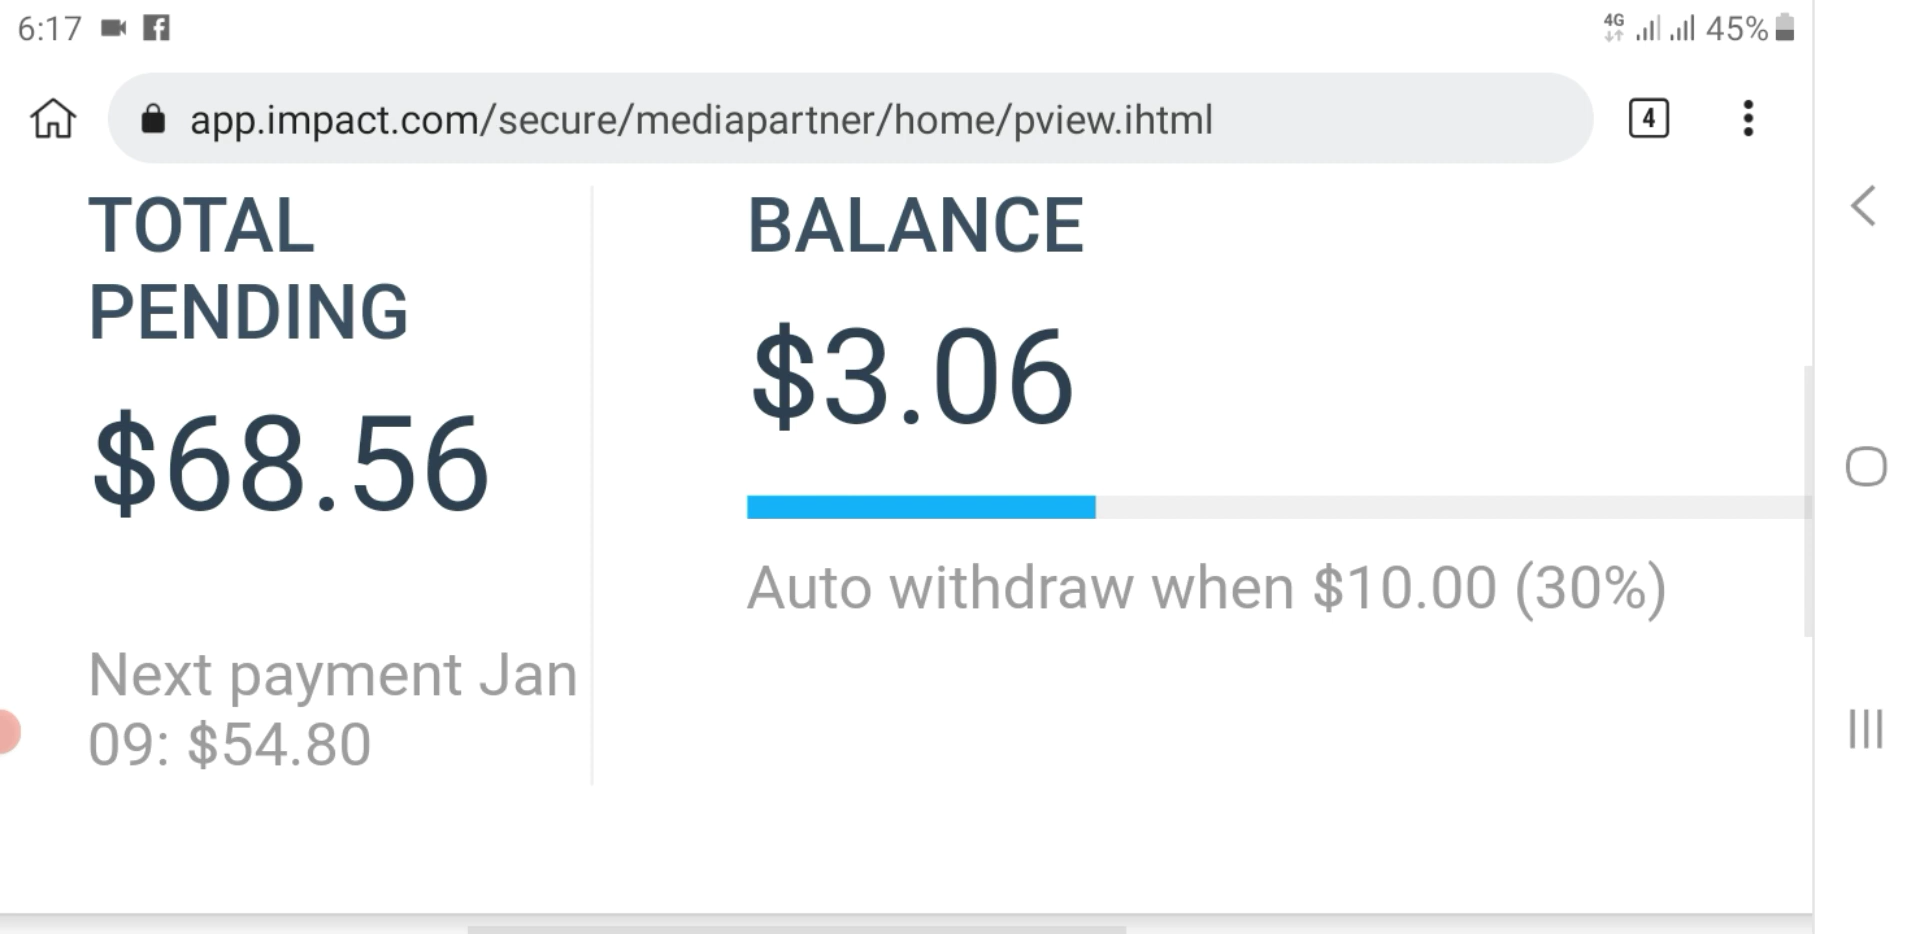 6:17
4G
45%
app.impact.com/secure/mediapartner/home/pview.ihtml
4
TOTAL
PENDING
$68.56
Next payment Jan
09: $54.80
BALANCE
$3.06
Auto withdraw when $10.00 (30%)